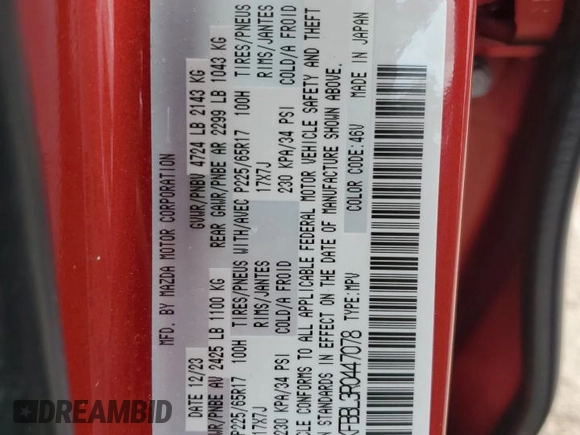 MFD. BY MAZDA MOTOR CORPORATION
DATE 12/23 GVWR/PNBV 4724 LB 2143 KG
GAWR/PNBE AV 2425 LB 1100 KG REAR GAWR/PNBE AR 2299 LB 1043 KG
P225/65R17 100H TIRES/PNEUS WITH/AVEC P225/65R17 100H TIRES/PNEUS
17X7J RIMS/JANTES 17X7J RIMS/JANTES
230 KPA/34 PSI COLD/A FROID 230 KPA/34 PSI COLD/A FROID
CONFORMS TO ALL APPLICABLE FEDERAL MOTOR VEHICLE SAFETY AND THEFT
STANDARDS IN EFFECT ON THE DATE OF MANUFACTURE SHOWN ABOVE.
TYPE:MPV COLOR CODE: 46V MADE IN JAPAN
DIRFAX.COM